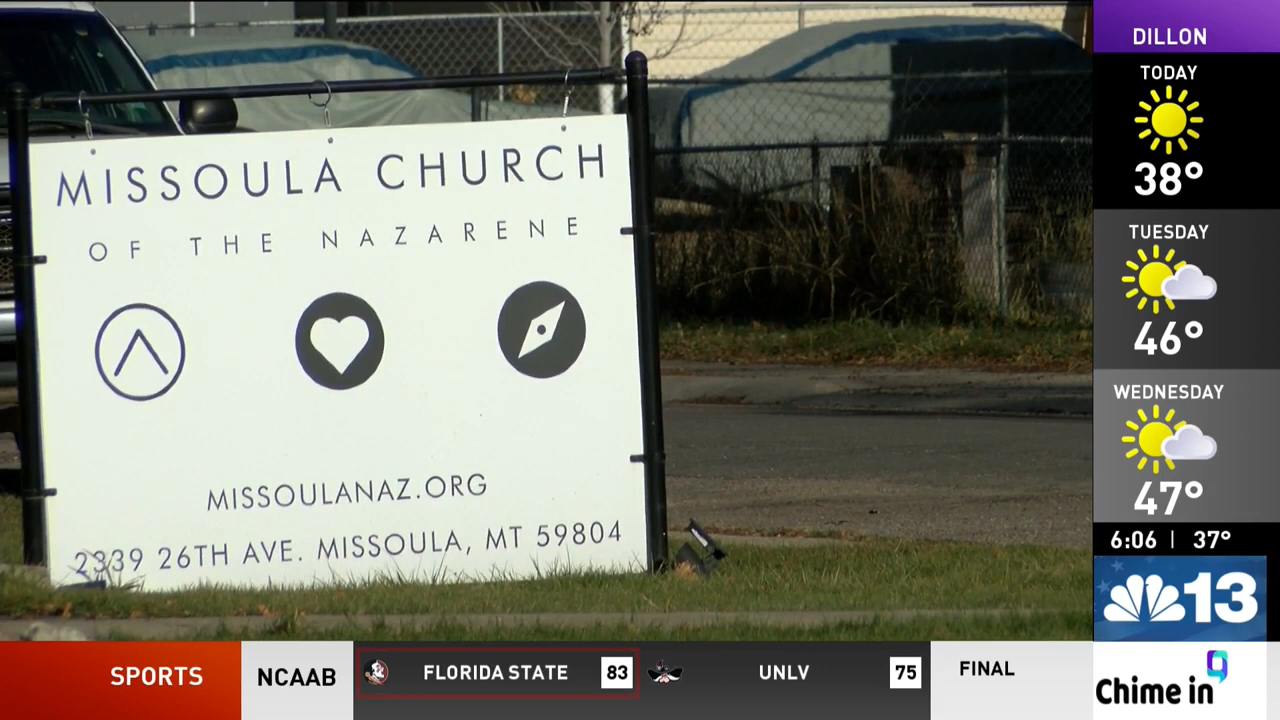 MISSOULA CHURCH
OF THE NAZARENE
MISSOULANAZ.ORG
2339 26TH AVE. MISSOULA, MT 59804
DILLON
TODAY
38°
TUESDAY
46°
WEDNESDAY
47°
6:06 | 37°
13
SPORTS NCAAB FLORIDA STATE 83 UNLV 75 FINAL
Chime in